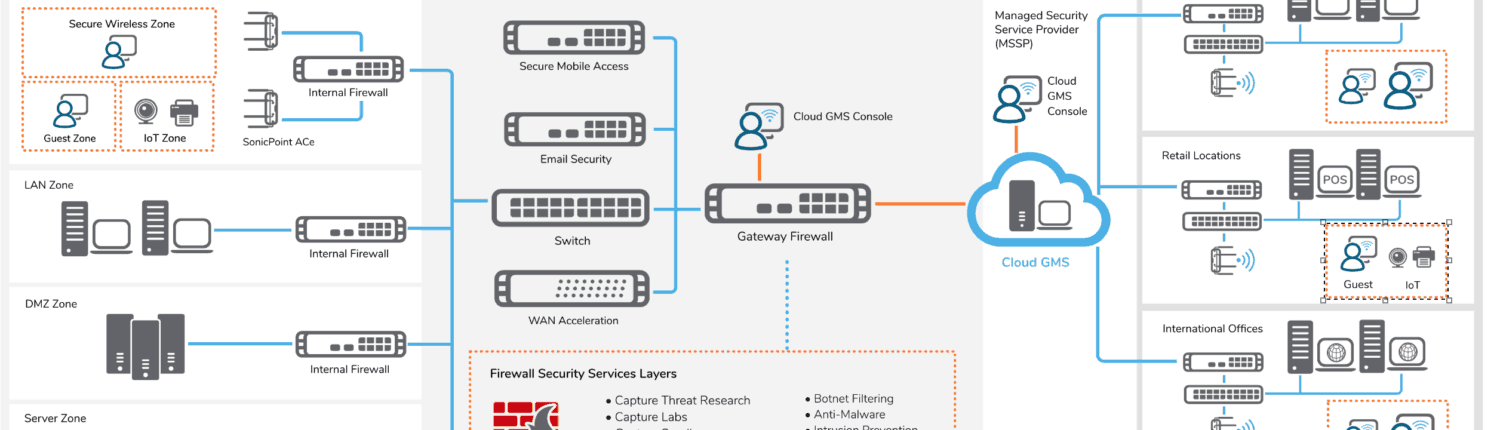 Secure Wireless Zone
Guest Zone
IoT Zone
SonicPoint ACe
Internal Firewall
LAN Zone
Internal Firewall
DMZ Zone
Internal Firewall
Server Zone
Secure Mobile Access
Email Security
Switch
WAN Acceleration
Cloud GMS Console
Gateway Firewall
Firewall Security Services Layers
• Capture Threat Research
• Capture Labs
• Botnet Filtering
• Anti-Malware
• Intrusion Prevention
Managed Security
Service Provider
(MSSP)
Cloud
GMS
Console
Cloud GMS
Retail Locations
POS
POS
Guest
IoT
International Offices